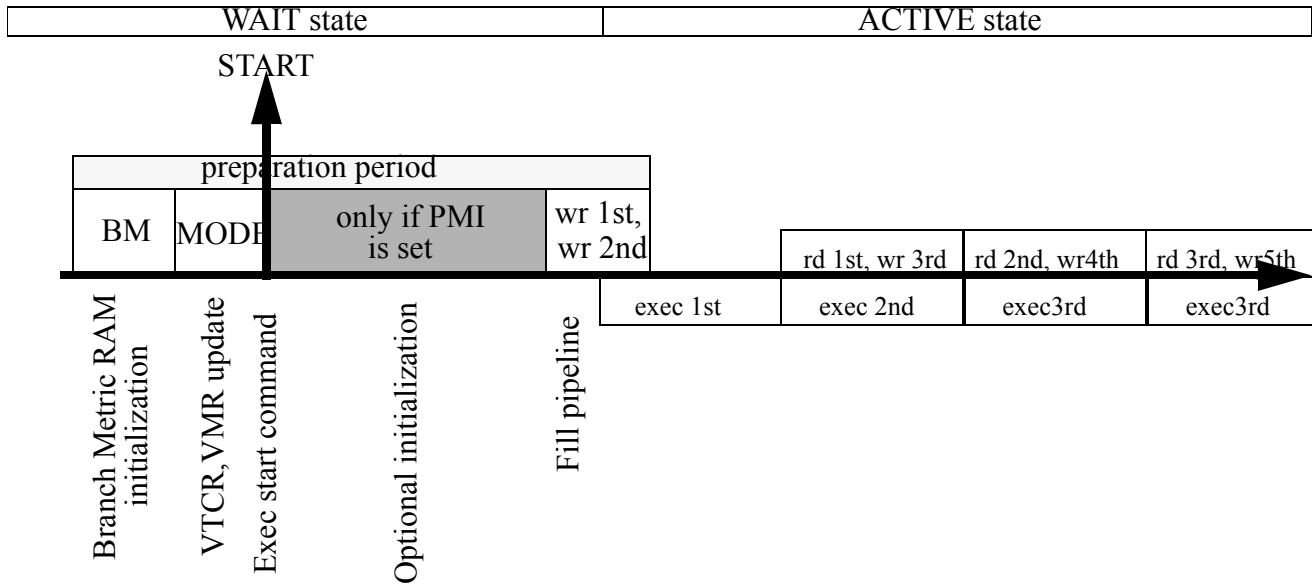 WAIT state
ACTIVE state
START
preparation period
BM
MODE
only if PMI
is set
wr 1st,
wr 2nd
rd 1st, wr 3rd
rd 2nd, wr4th
rd 3rd, wr5th
exec 1st
exec 2nd
exec3rd
exec3rd
Branch Metric RAM
initialization
VTCR,VMR update
Exec start command
Optional initialization
Fill pipeline